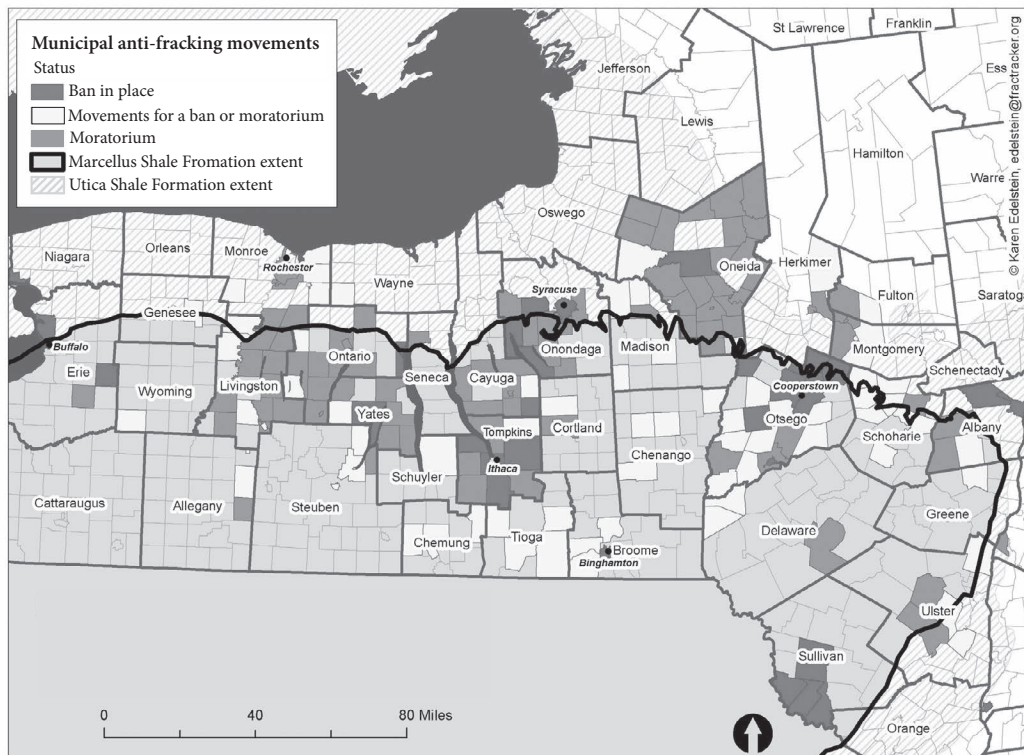 Municipal anti-fracking movements
Status
Ban in place
Movements for a ban or moratorium
Moratorium
Marcellus Shale Fromation extent
Utica Shale Formation extent
St Lawrence
Franklin
Jefferson
Ess
Lewis
Hamilton
Warre
© Karen Edelstein, edelstein@fractracker.org
Oswego
Niagara
Orleans
Monroe
Rochester
Wayne
Syracuse
Oneida
Herkimer
Fulton
Saratog
Genesee
Buffalo
Erie
Wyoming
Livingston
Ontario
Seneca
Cayuga
Onondaga
Madison
Montgomery
Schenectady
Yates
Cooperstown
Otsego
Tompkins
Cortland
Schoharie
Albany
Ithaca
Schuyler
Chenango
Cattaraugus
Allegany
Steuben
Chemung
Tioga
Broome
Binghamton
Delaware
Greene
Ulster
Sullivan
Orange
0 40 80 Miles